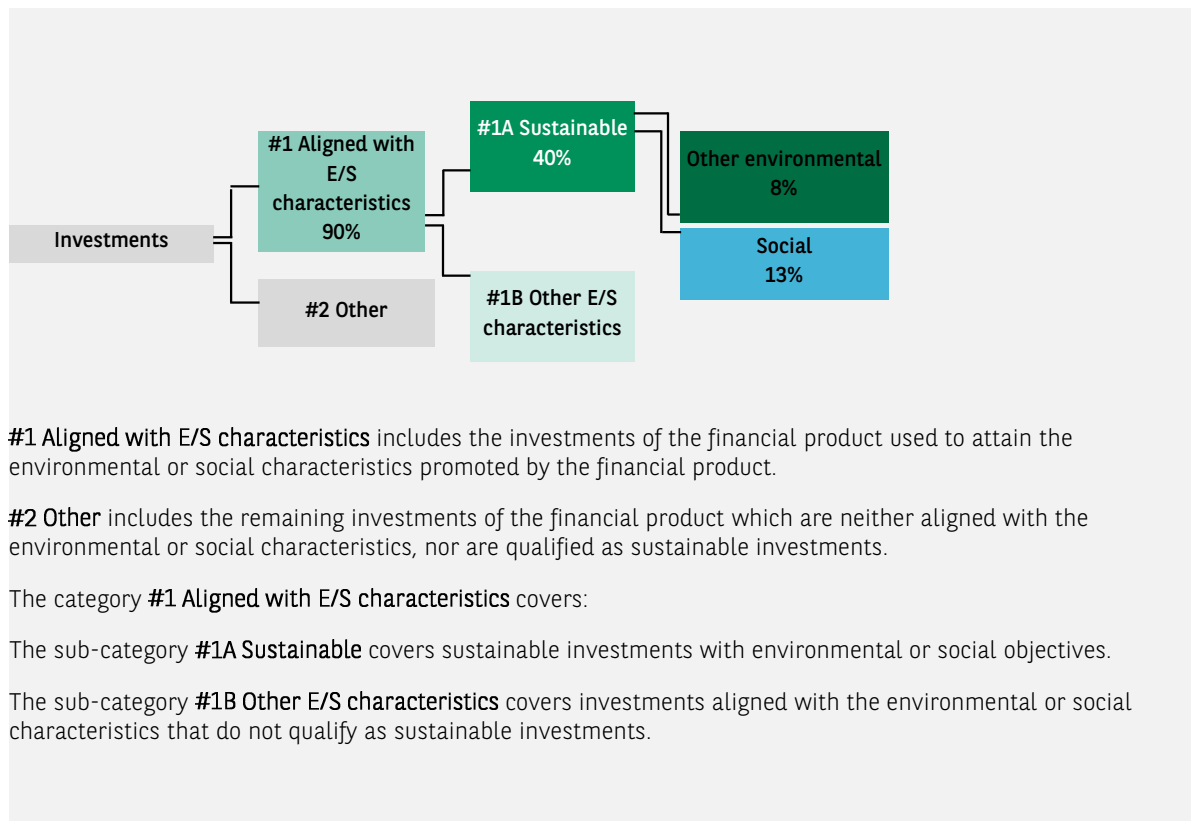 Investments
#1 Aligned with
E/S
characteristics
90%
#2 Other
#1A Sustainable
40%
#1B Other E/S
characteristics
Other environmental
8%
Social
13%
#1 Aligned with E/S characteristics includes the investments of the financial product used to attain the
environmental or social characteristics promoted by the financial product.
#2 Other includes the remaining investments of the financial product which are neither aligned with the
environmental or social characteristics, nor are qualified as sustainable investments.
The category #1 Aligned with E/S characteristics covers:
The sub-category #1A Sustainable covers sustainable investments with environmental or social objectives.
The sub-category #1B Other E/S characteristics covers investments aligned with the environmental or social
characteristics that do not qualify as sustainable investments.